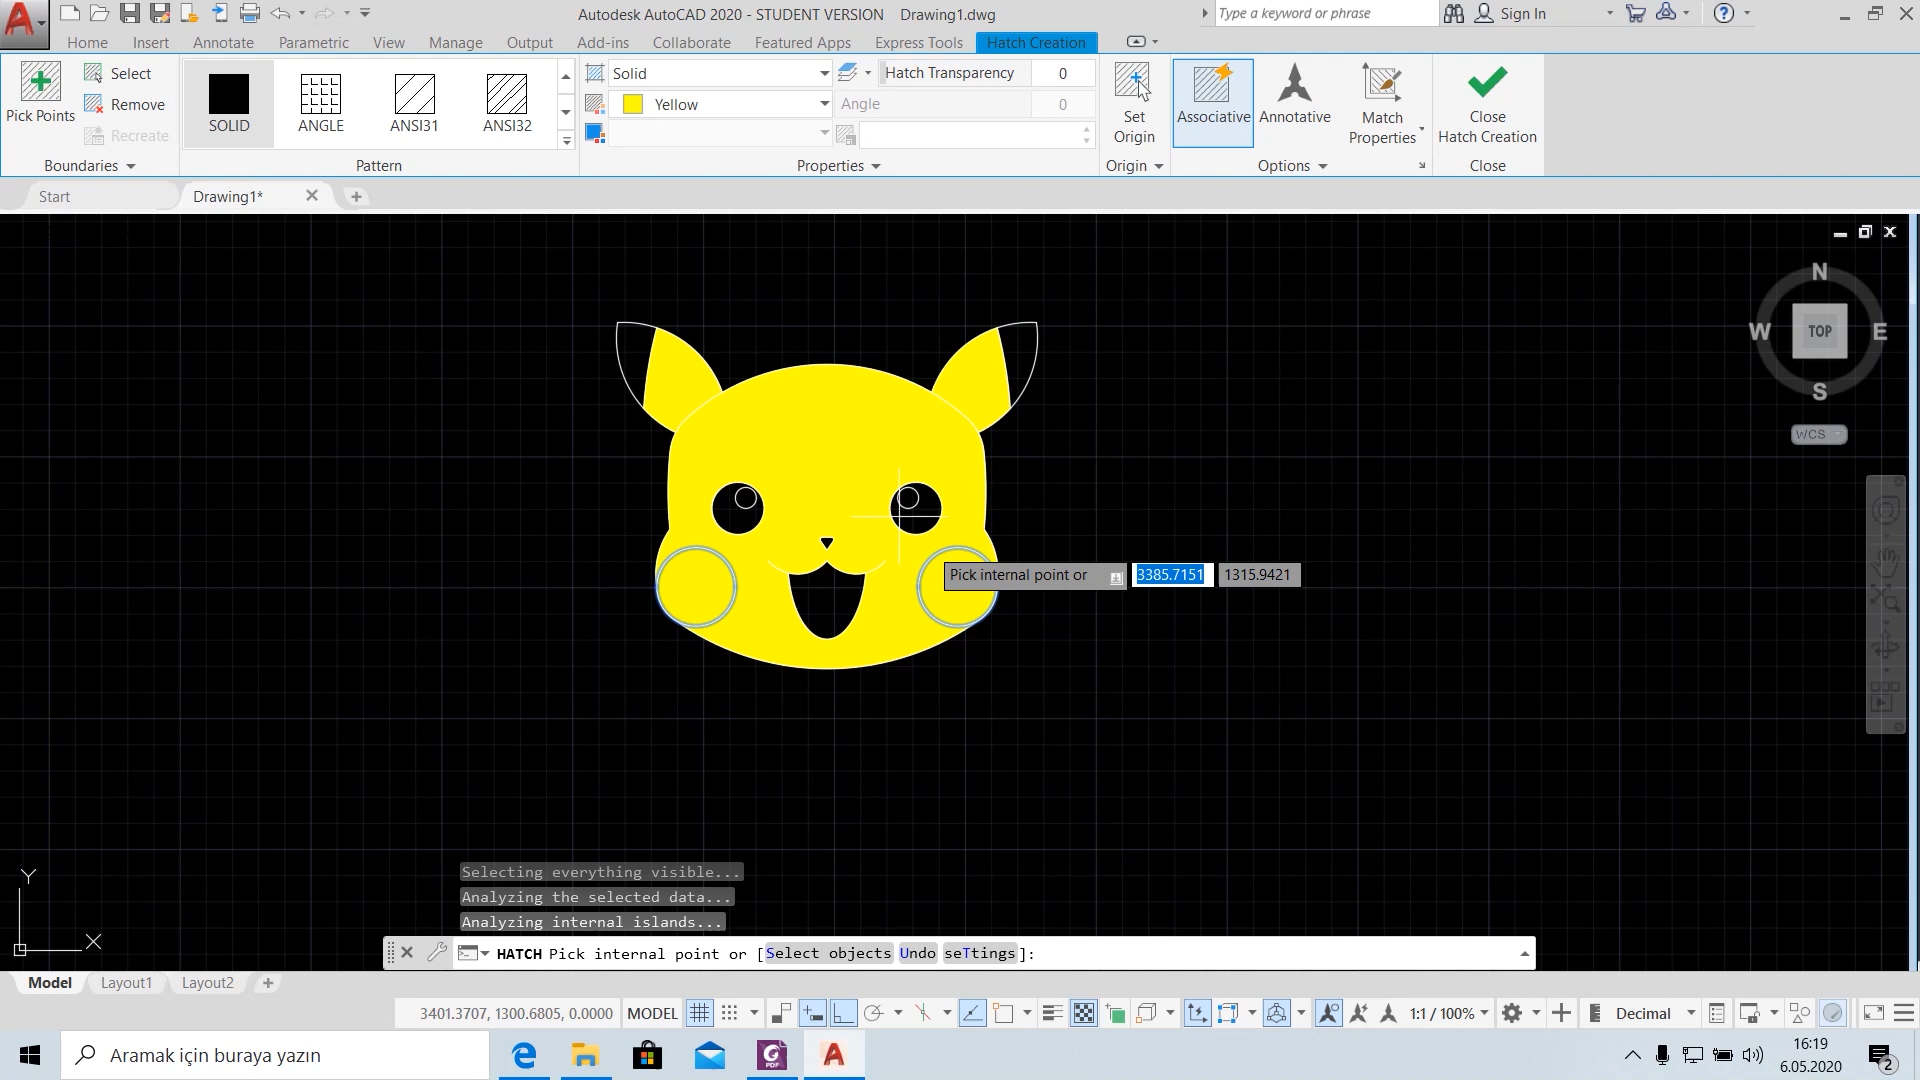 Autodesk AutoCAD 2020 - STUDENT VERSION Drawing1.dwg
Type a keyword or phrase
Sign In
Home Insert Annotate Parametric View Manage Output Add-ins Collaborate Featured Apps Express Tools Hatch Creation
Pick Points
Select
Remove
Recreate
Boundaries
SOLID ANGLE ANSI31 ANSI32
Pattern
Solid
Yellow
Hatch Transparency 0
Angle 0
Properties
Set
Origin
Origin
Associative
Annotative
Match
Properties
Options
Close
Hatch Creation
Close
Start
Drawing1*
N
W TOP E
S
WCS
Pick internal point or 3385.7151 1315.9421
Y
X
Selecting everything visible...
Analyzing the selected data...
Analyzing internal islands...
HATCH Pick internal point or [Select objects Undo seTtings]:
Model Layout1 Layout2
3401.3707, 1300.6805, 0.0000 MODEL 1:1 / 100% Decimal
Aramak için buraya yazın
PDF
16:19
6.05.2020
2